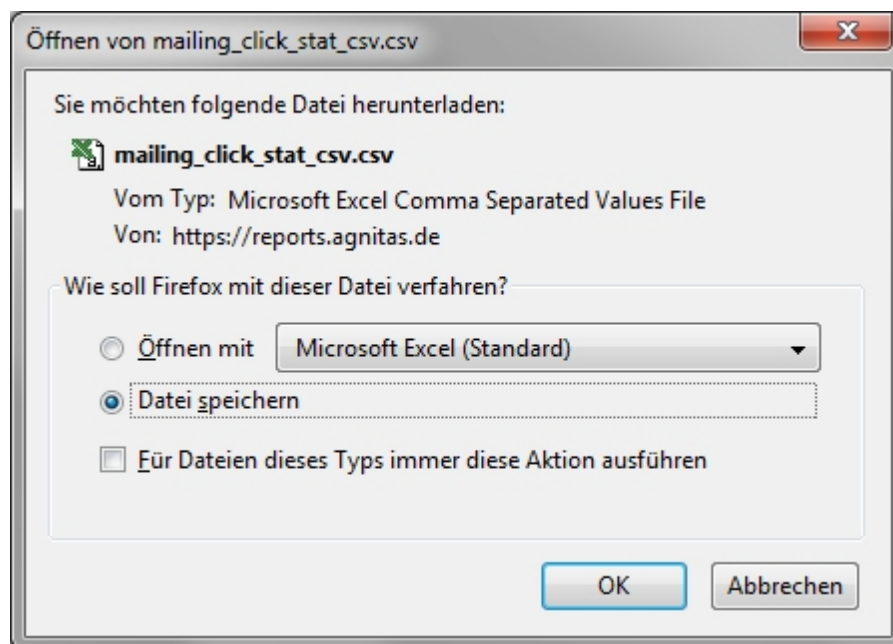 Öffnen von mailing_click_stat_csv.csv
Sie möchten folgende Datei herunterladen:
mailing_click_stat_csv.csv
Vom Typ: Microsoft Excel Comma Separated Values File
Von: https://reports.agnitas.de
Wie soll Firefox mit dieser Datei verfahren?
Öffnen mit Microsoft Excel (Standard)
Datei speichern
Für Dateien dieses Typs immer diese Aktion ausführen
OK Abbrechen